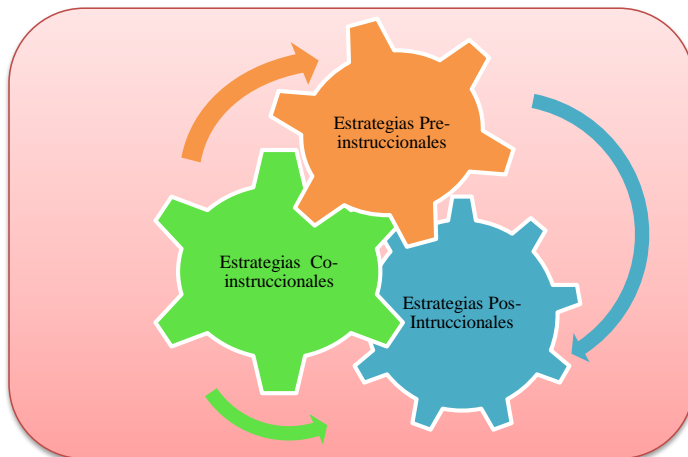 Estrategias Pre-
instruccionales
Estrategias Co-
instruccionales
Estrategias Pos-
Intruccionales